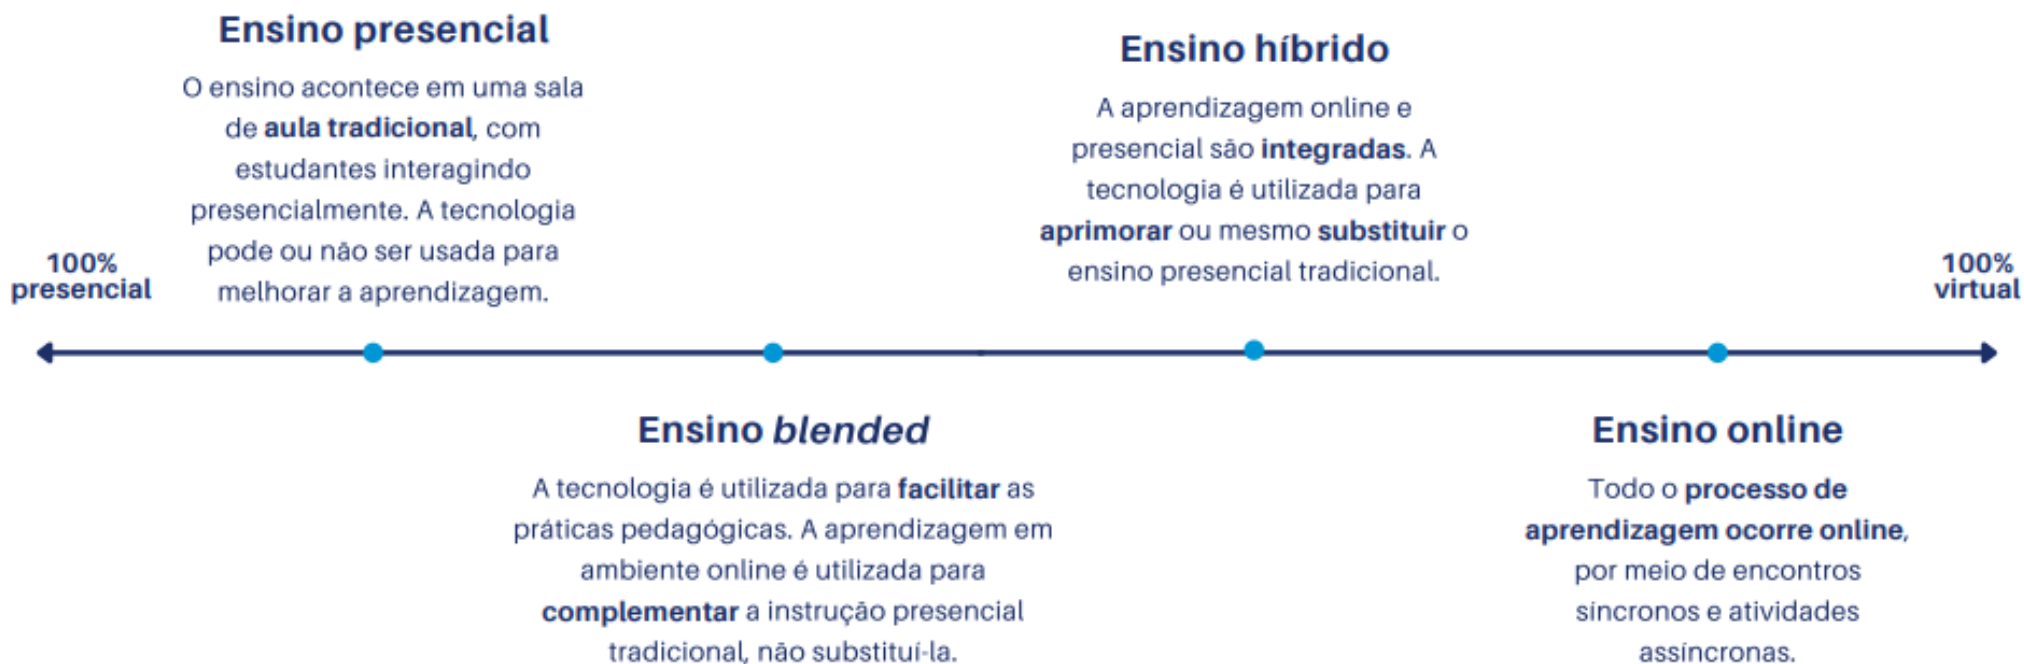 Ensino presencial
O ensino acontece em uma sala
de aula tradicional, com
estudantes interagindo
presencialmente. A tecnologia
pode ou não ser usada para
melhorar a aprendizagem.
100%
presencial
Ensino híbrido
A aprendizagem online e
presencial são integradas. A
tecnologia é utilizada para
aprimorar ou mesmo substituir o
ensino presencial tradicional.
100%
virtual
Ensino blended
A tecnologia é utilizada para facilitar as
práticas pedagógicas. A aprendizagem em
ambiente online é utilizada para
complementar a instrução presencial
tradicional, não substituí-la.
Ensino online
Todo o processo de
aprendizagem ocorre online,
por meio de encontros
síncronos e atividades
assíncronas.